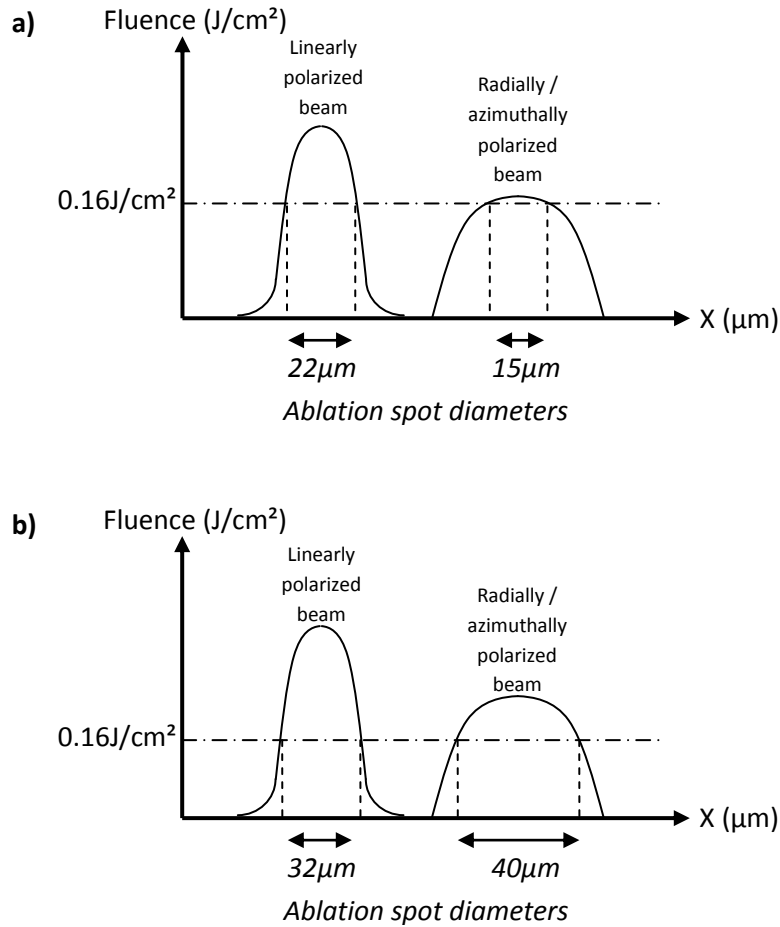 a)
Fluence (J/cm²)
Linearly
polarized
beam
Radially /
azimuthally
polarized
beam
0.16J/cm²
X (µm)
22µm
15µm
Ablation spot diameters
b)
Fluence (J/cm²)
Linearly
polarized
beam
Radially /
azimuthally
polarized
beam
0.16J/cm²
X (µm)
32µm
40µm
Ablation spot diameters